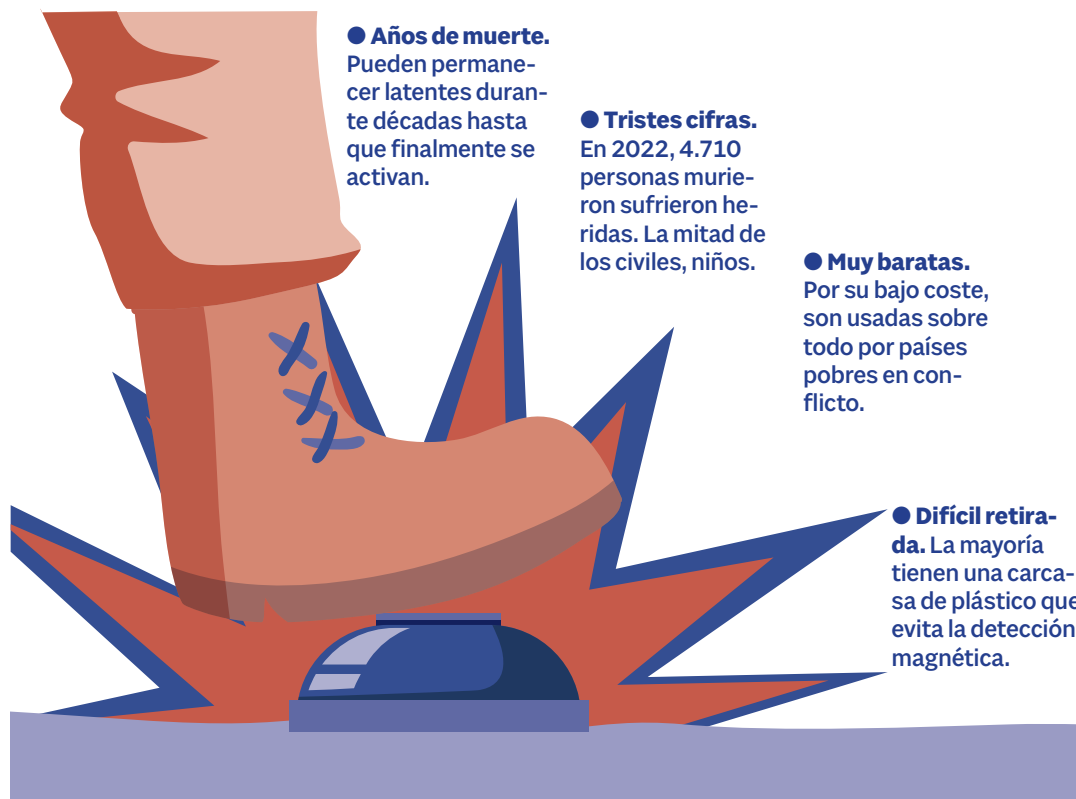 ● Años de muerte.
Pueden permane-
cer latentes duran-
te décadas hasta
que finalmente se
activan.
● Tristes cifras.
En 2022, 4.710
personas murie-
ron sufrieron he-
ridas. La mitad de
los civiles, niños.
● Muy baratas.
Por su bajo coste,
son usadas sobre
todo por países
pobres en con-
flicto.
● Difícil retira-
da. La mayoría
tienen una carca-
sa de plástico que
evita la detección
magnética.